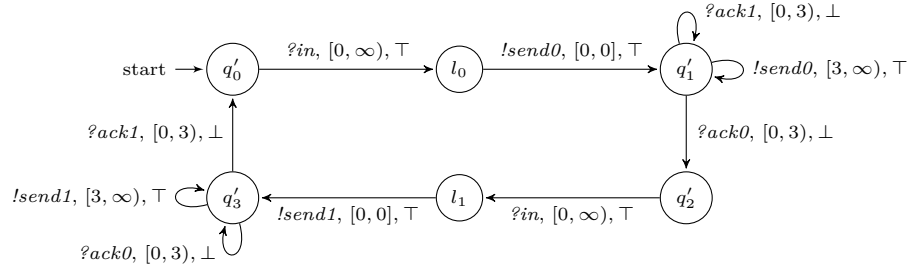 ?ack1, [0, 3), ⊥
?in, [0, ∞), ⊤
!send0, [0, 0], ⊤
start
q′0
l0
q′1
!send0, [3, ∞), ⊤
?ack1, [0, 3), ⊥
?ack0, [0, 3), ⊥
!send1, [3, ∞), ⊤
q′3
l1
q′2
!send1, [0, 0], ⊤
?in, [0, ∞), ⊤
?ack0, [0, 3), ⊥